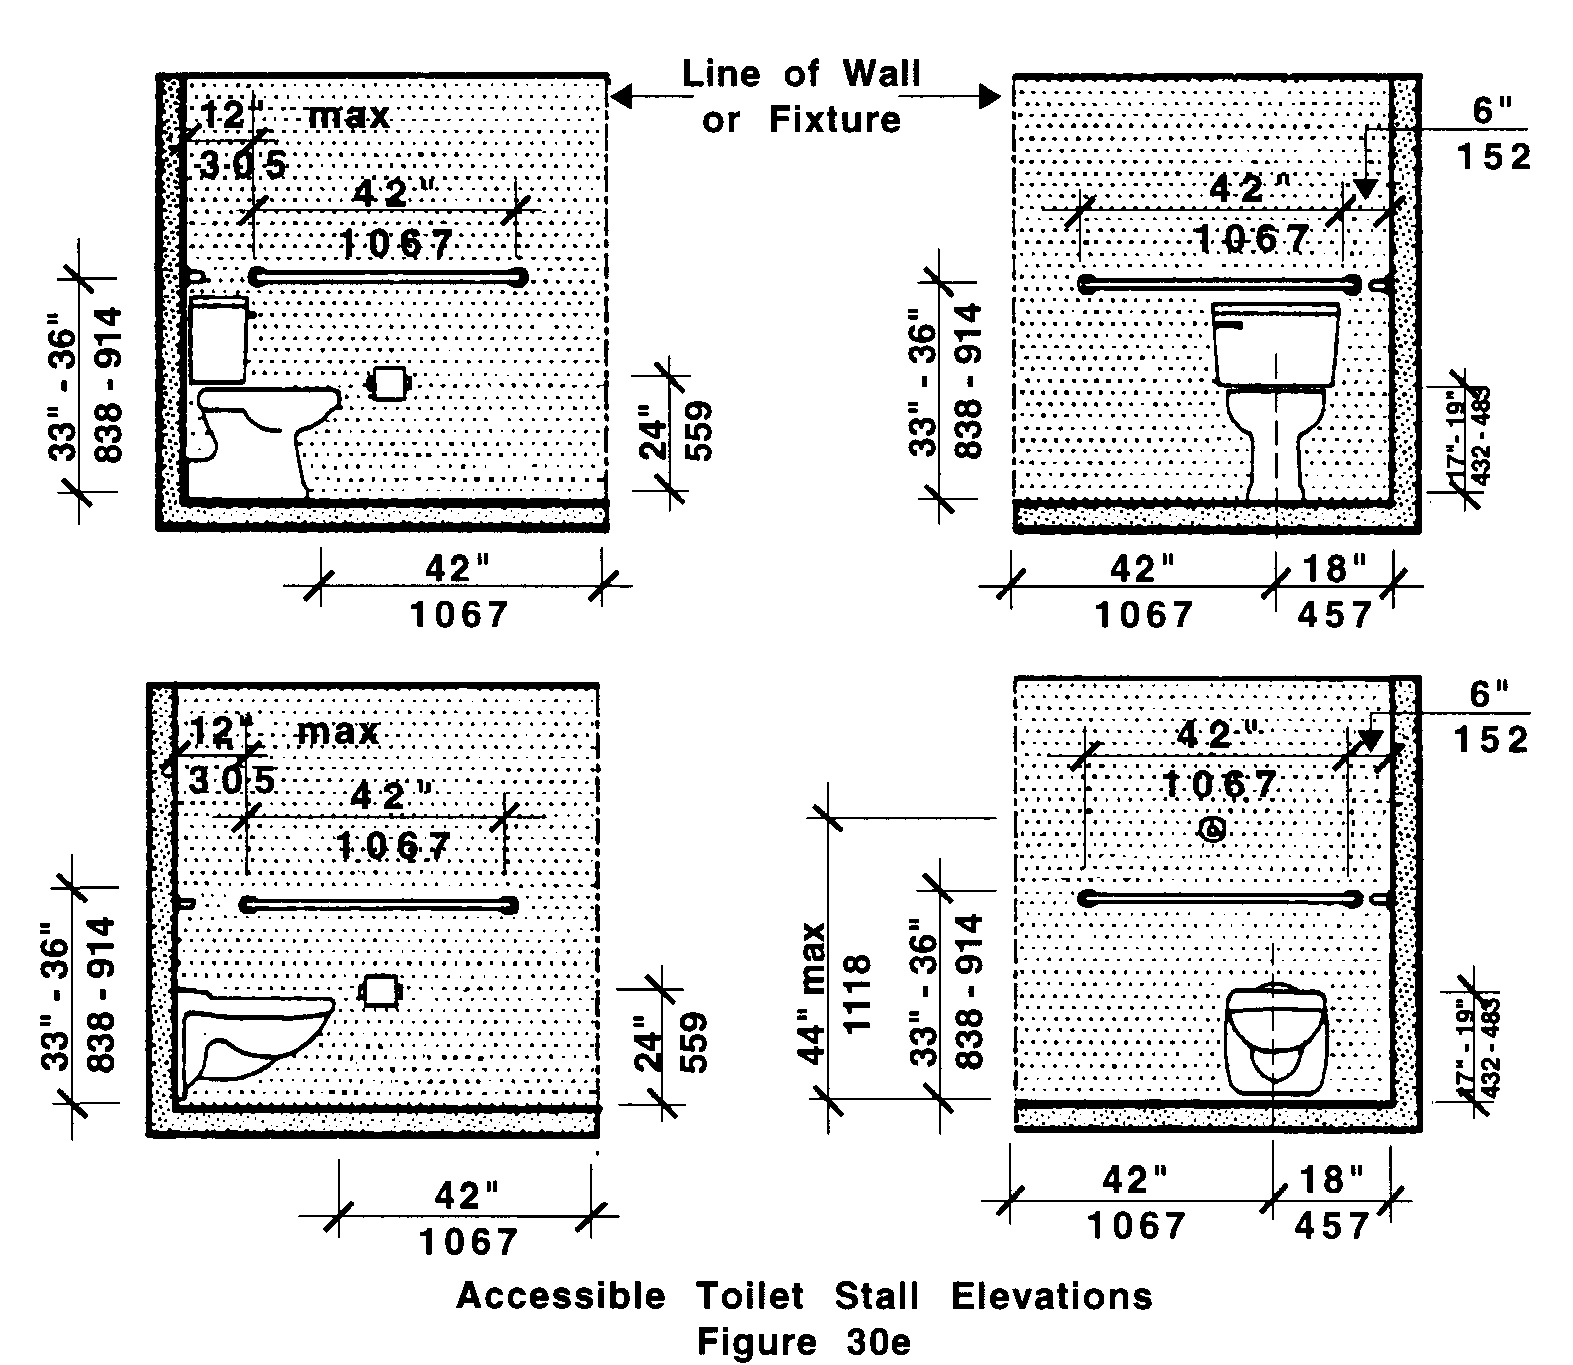 Line of Wall
or Fixture
12" max
305
42"
1067
33" - 36"
838 - 914
24"
559
42"
1067
6"
152
42"
1067
33" - 36"
838 - 914
17" - 19"
432 - 483
42"
1067
18"
457
12" max
305
42"
1067
33" - 36"
838 - 914
24"
559
42"
1067
6"
152
42"
1067
44" max
1118
33" - 36"
838 - 914
17" - 19"
432 - 483
42"
1067
18"
457
Accessible Toilet Stall Elevations
Figure 30e